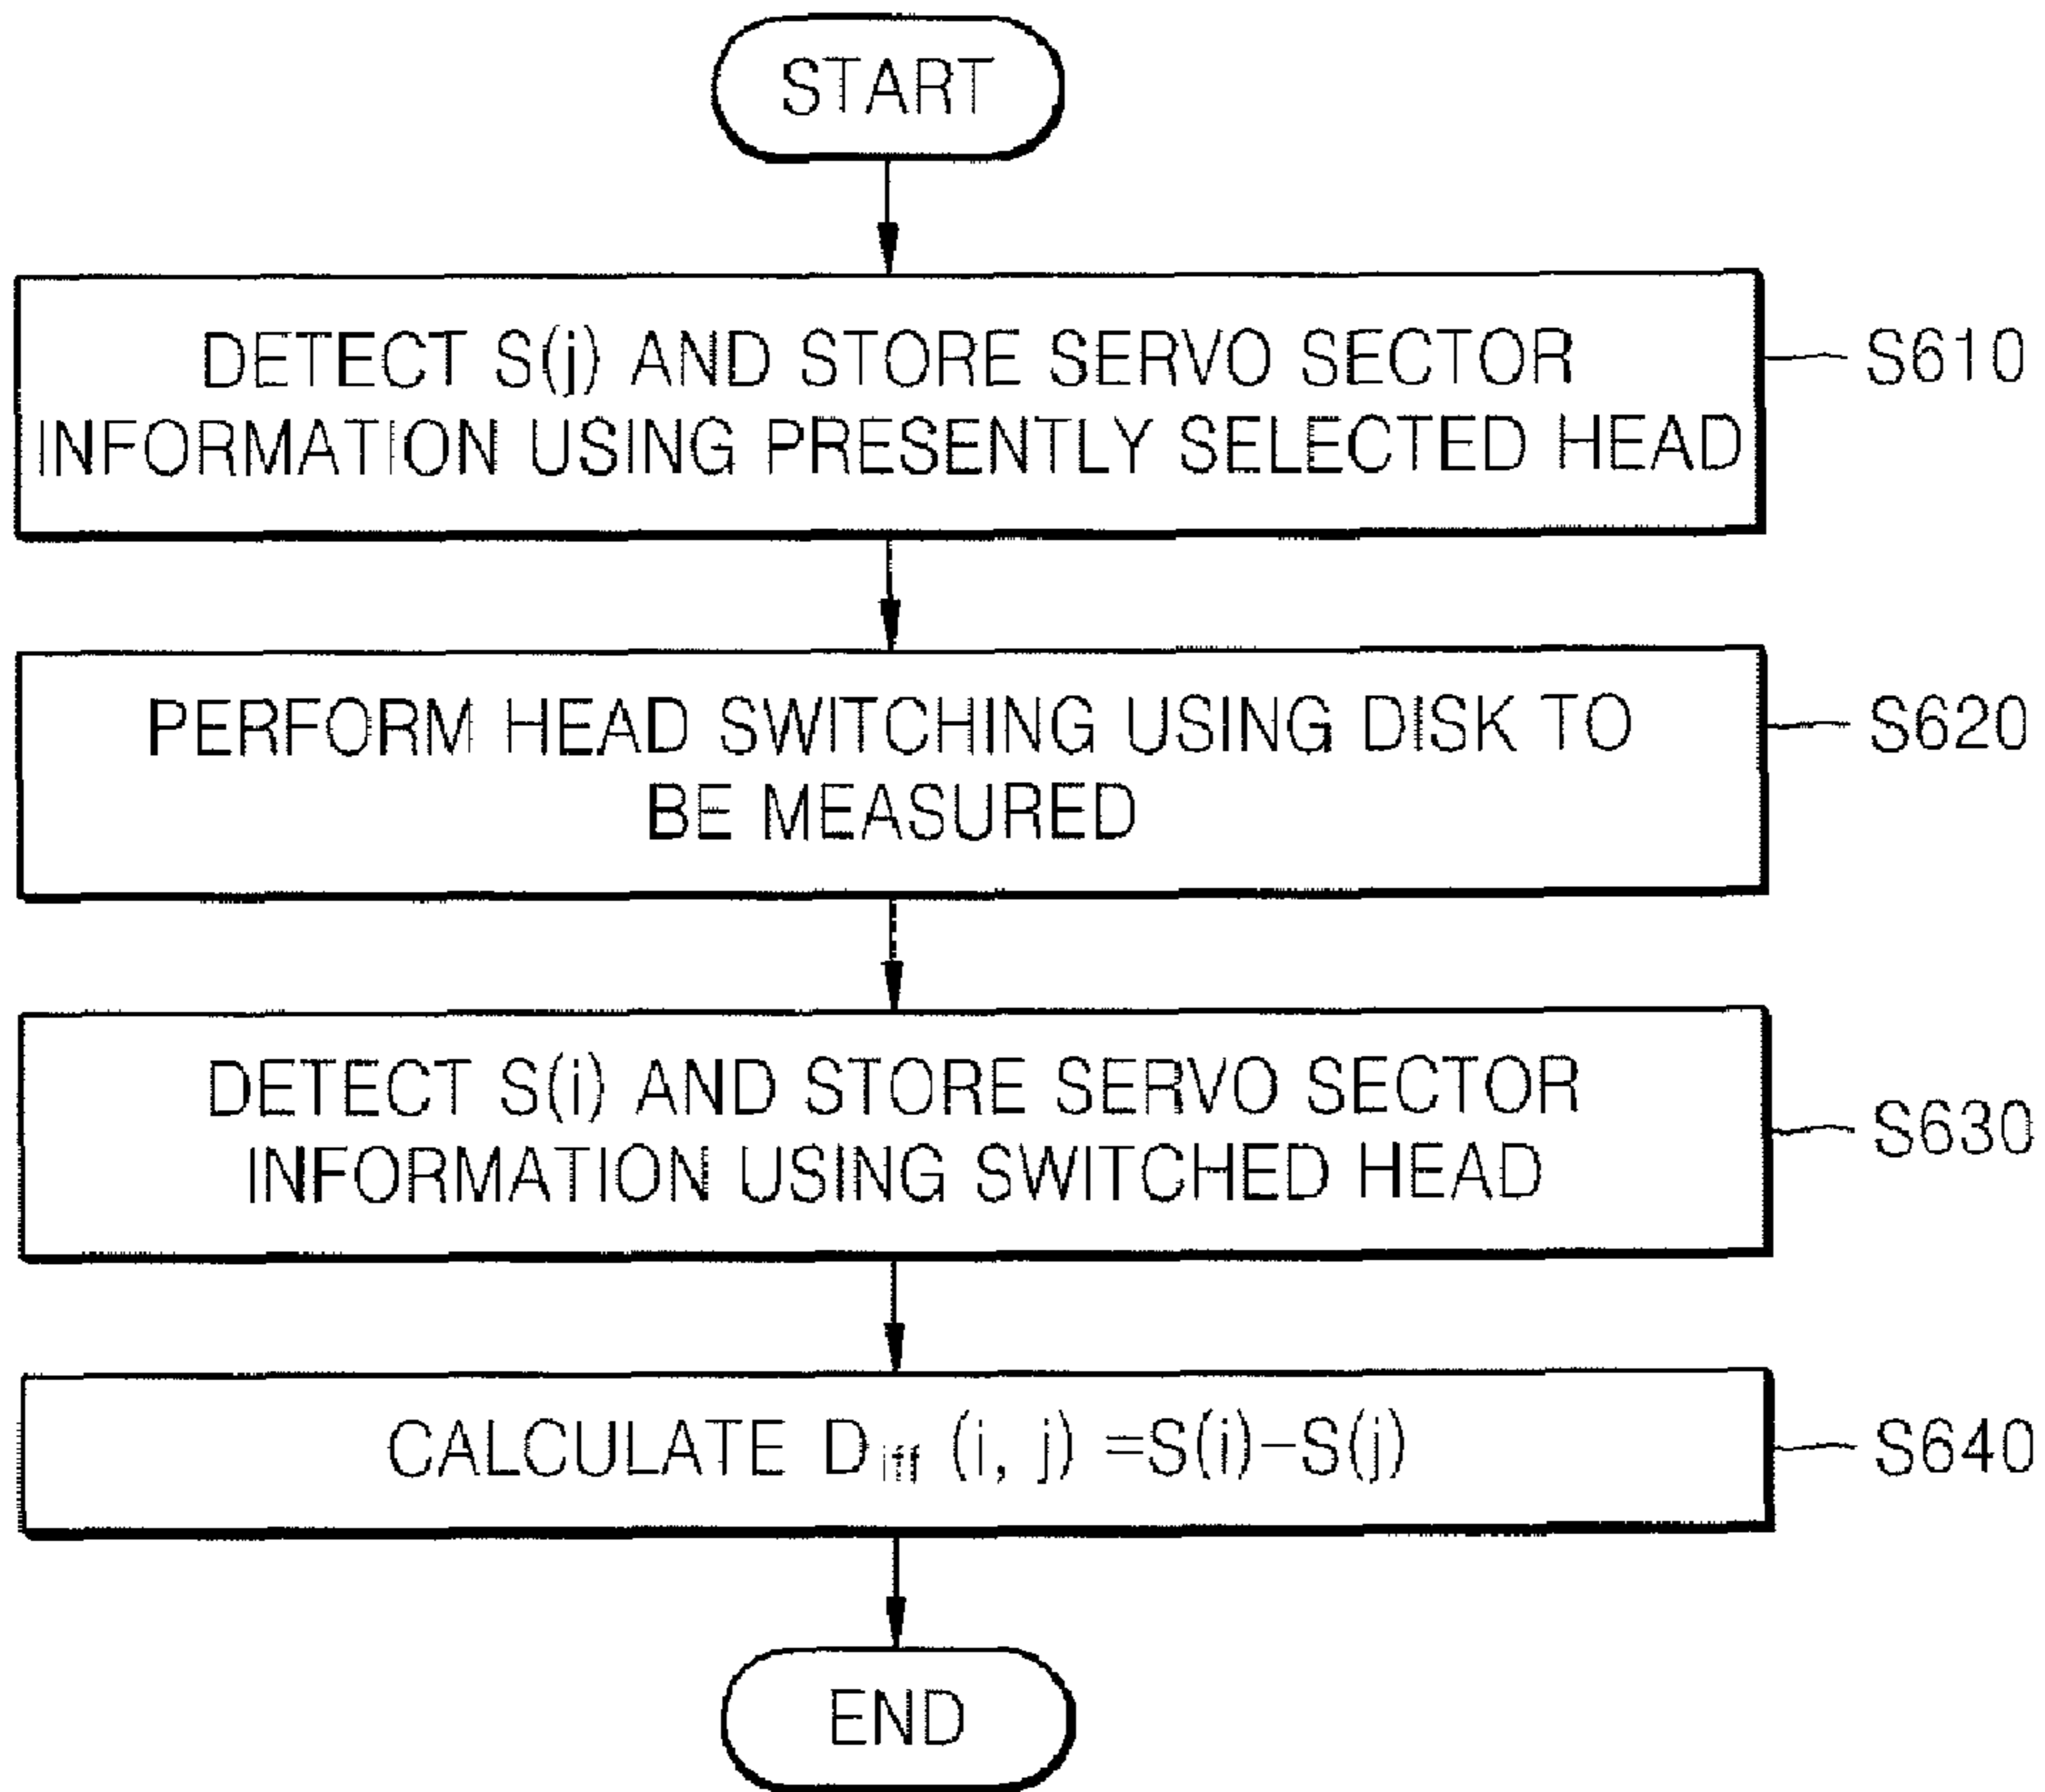 START
DETECT S(j) AND STORE SERVO SECTOR
INFORMATION USING PRESENTLY SELECTED HEAD
S610
PERFORM HEAD SWITCHING USING DISK TO
BE MEASURED
S620
DETECT S(i) AND STORE SERVO SECTOR
INFORMATION USING SWITCHED HEAD
S630
CALCULATE Diff (i, j) =S(i)-S(j)
S640
END